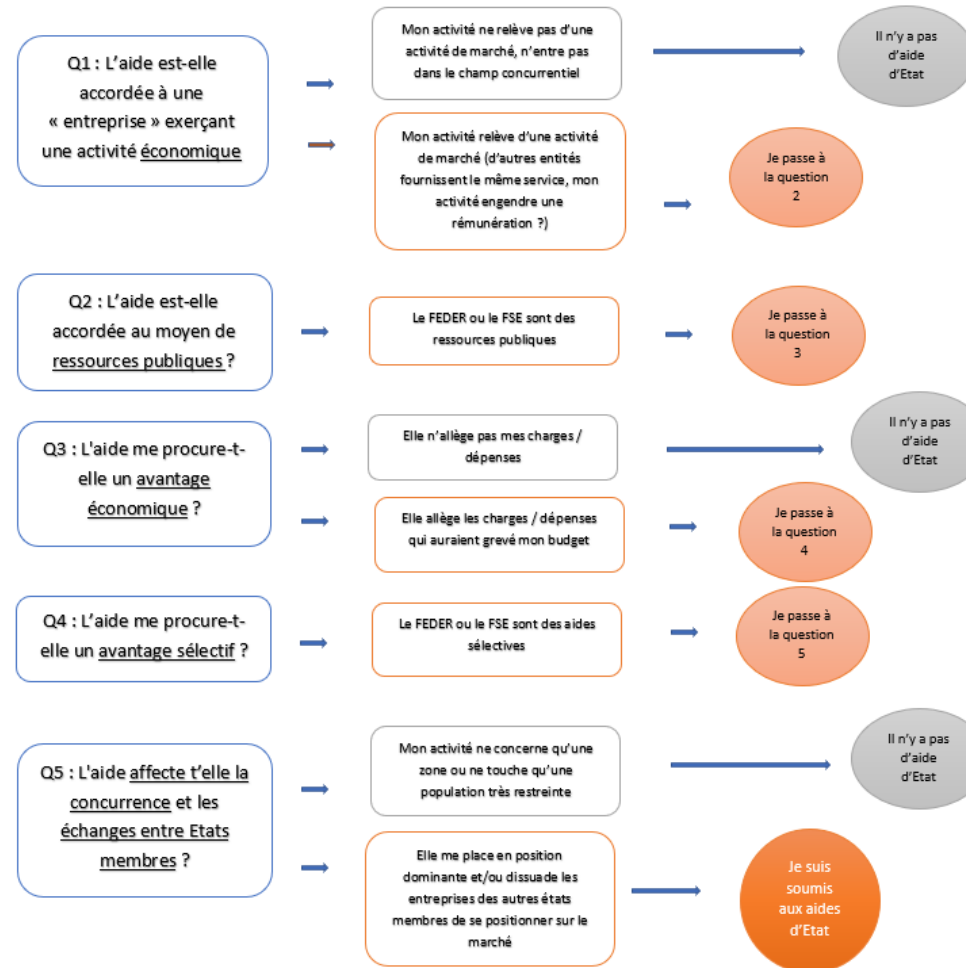 Q1 : L'aide est-elle
accordée à une
« entreprise » exerçant
une activité économique
Mon activité ne relève pas d'une
activité de marché, n'entre pas
dans le champ concurrentiel
Il n'y a pas
d'aide
d'Etat
Mon activité relève d'une activité
de marché (d'autres entités
fournissent le même service, mon
activité engendre une
rémunération ?)
Je passe à
la question
2
Q2 : L'aide est-elle
accordée au moyen de
ressources publiques ?
Le FEDER ou le FSE sont des
ressources publiques
Je passe à
la question
3
Q3 : L'aide me procure-t-
elle un avantage
économique ?
Elle n'allège pas mes charges /
dépenses
Il n'y a pas
d'aide
d'Etat
Elle allège les charges / dépenses
qui auraient grevé mon budget
Je passe à
la question
4
Q4 : L'aide me procure-t-
elle un avantage sélectif ?
Le FEDER ou le FSE sont des aides
sélectives
Je passe à
la question
5
Q5 : L'aide affecte t'elle la
concurrence et les
échanges entre Etats
membres ?
Mon activité ne concerne qu'une
zone ou ne touche qu'une
population très restreinte
Il n'y a pas
d'aide
d'Etat
Elle me place en position
dominante et/ou dissuade les
entreprises des autres états
membres de se positionner sur le
marché
Je suis
soumis
aux aides
d'Etat